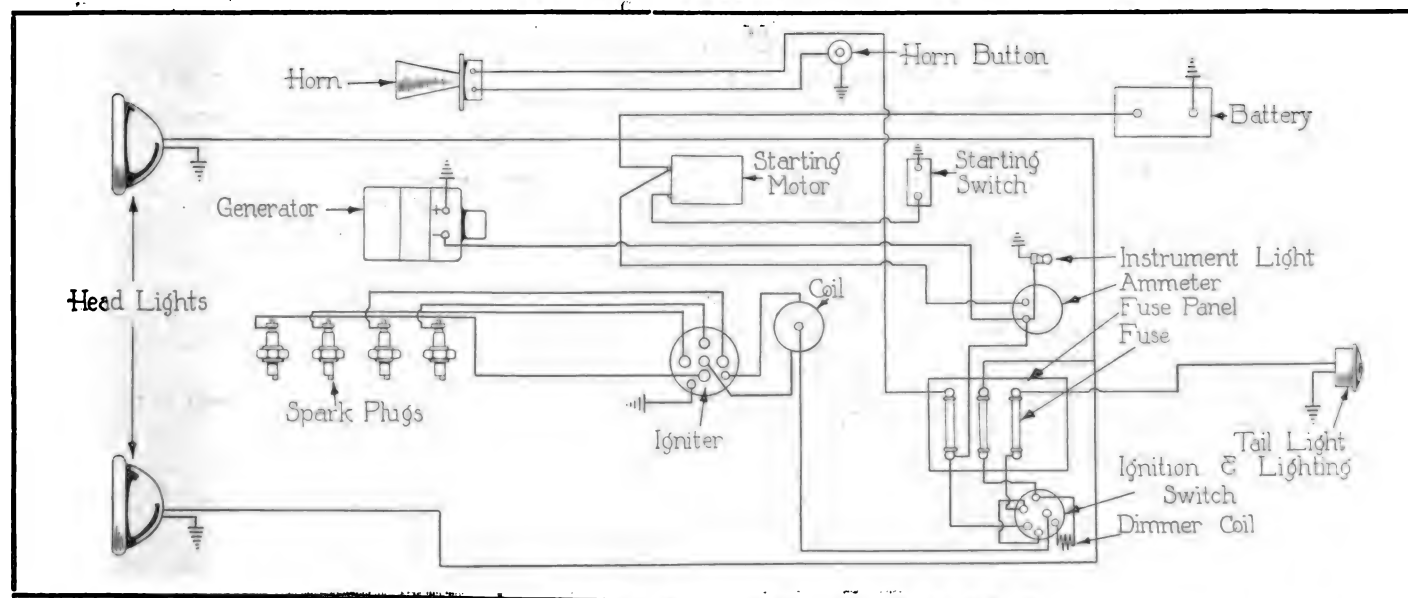 Horn
Horn Button
Battery
Starting
Motor
Starting
Switch
Generator
Instrument Light
Ammeter
Fuse Panel
Fuse
Head Lights
Coil
Spark Plugs
Igniter
Tail Light
Ignition & Lighting
Switch
Dimmer Coil